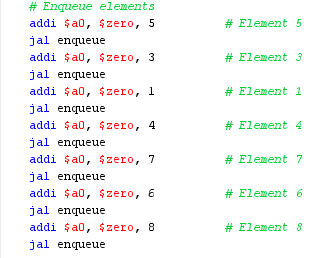 # Enqueue elements
addi $a0, $zero, 5 # Element 5
jal enqueue
addi $a0, $zero, 3 # Element 3
jal enqueue
addi $a0, $zero, 1 # Element 1
jal enqueue
addi $a0, $zero, 4 # Element 4
jal enqueue
addi $a0, $zero, 7 # Element 7
jal enqueue
addi $a0, $zero, 6 # Element 6
jal enqueue
addi $a0, $zero, 8 # Element 8
jal enqueue